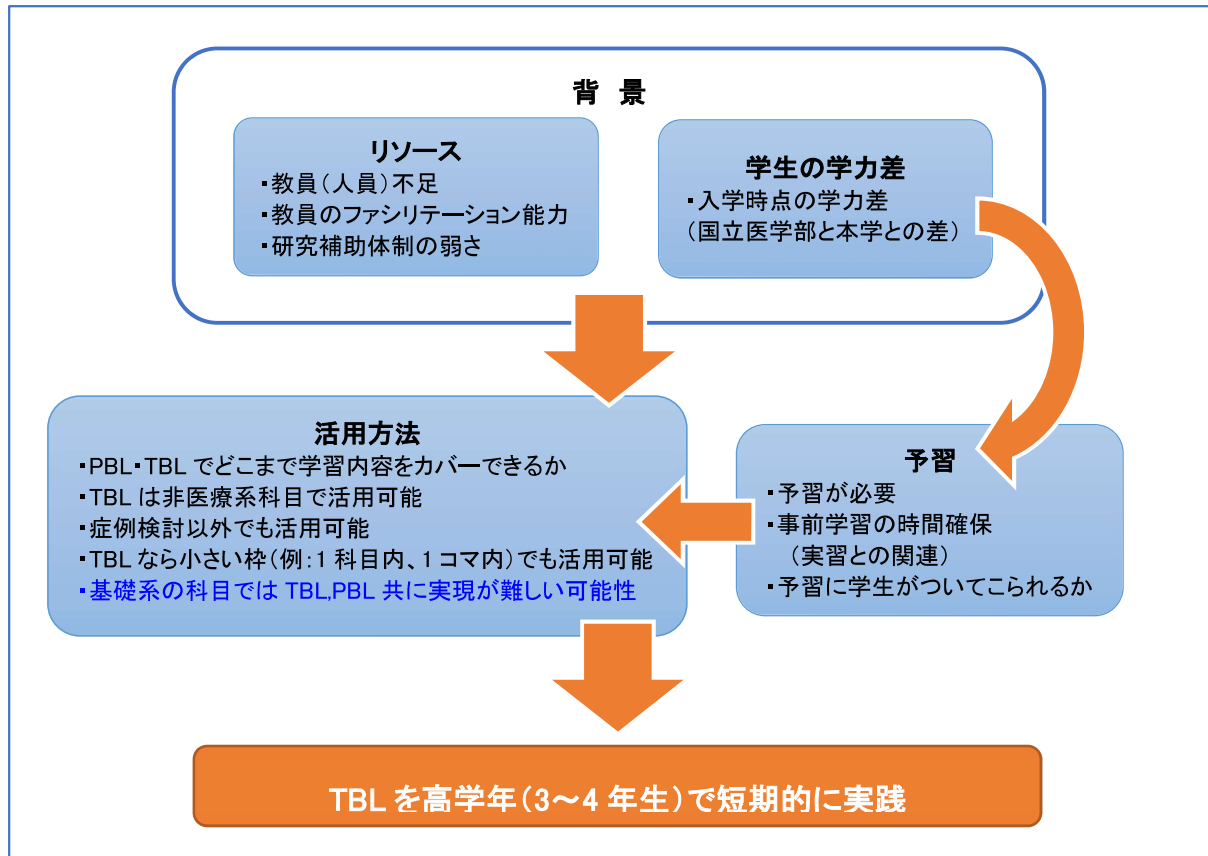 背 景
リソース
・教員（人員）不足
・教員のファシリテーション能力
・研究補助体制の弱さ
学生の学力差
・入学時点の学力差
（国立医学部と本学との差）
活用方法
・PBL・TBL でどこまで学習内容をカバーできるか
・TBL は非医療系科目で活用可能
・症例検討以外でも活用可能
・TBL なら小さい枠（例：1 科目内、1 コマ内）でも活用可能
・基礎系の科目では TBL,PBL 共に実現が難しい可能性
予習
・予習が必要
・事前学習の時間確保
（実習との関連）
・予習に学生がついてこられるか
TBL を高学年（3～4 年生）で短期的に実践